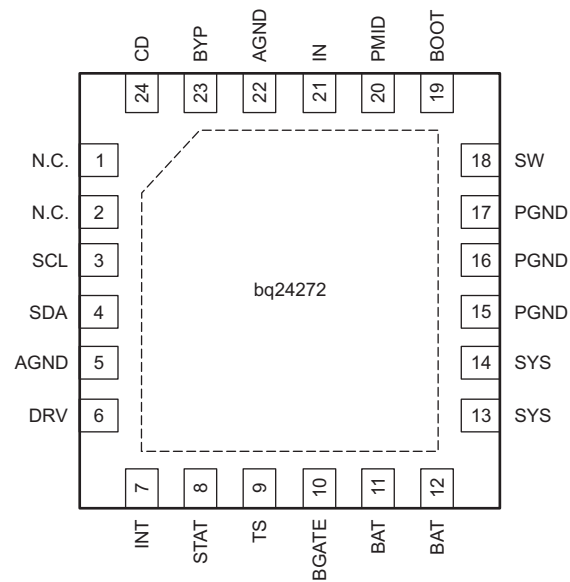 CD
BYP
AGND
IN
PMID
BOOT
24
23
22
21
20
19
N.C. 1
18 SW
N.C. 2
17 PGND
SCL 3
16 PGND
bq24272
SDA 4
15 PGND
AGND 5
14 SYS
DRV 6
13 SYS
7
8
9
10
11
12
INT
STAT
TS
BGATE
BAT
BAT